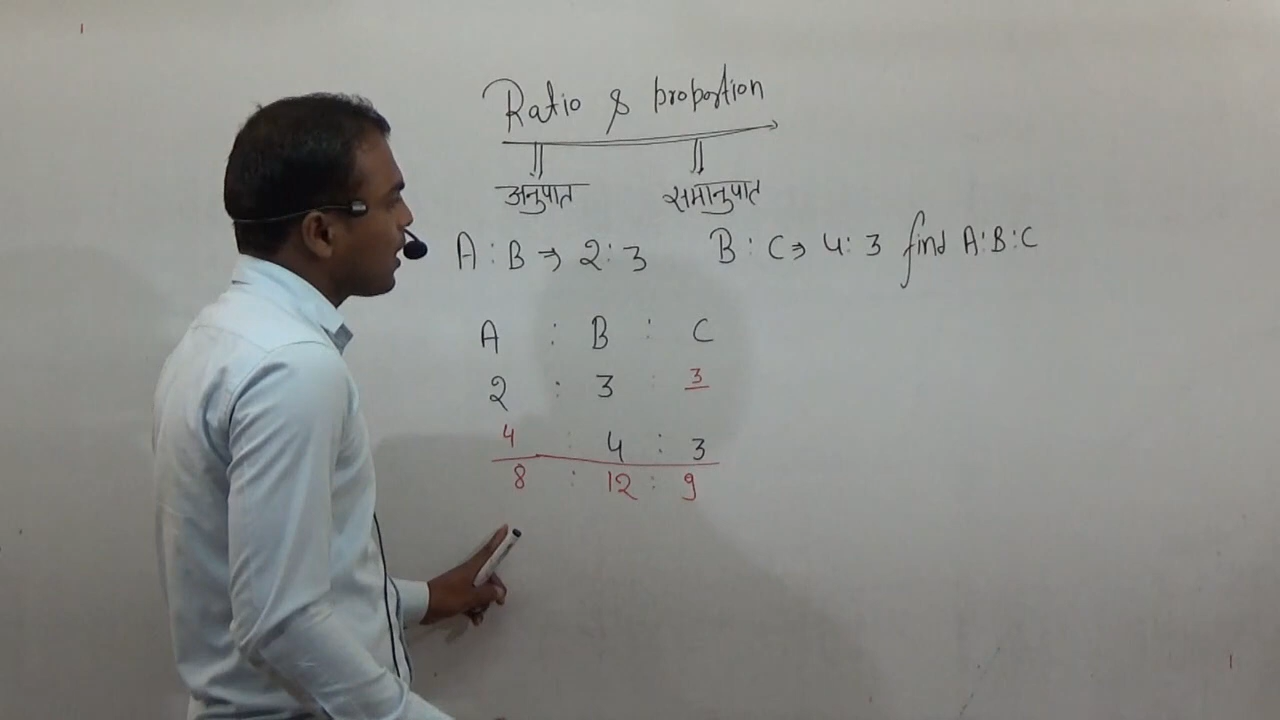 Ratio & proportion
अनुपात समानुपात
A : B ⇒ 2 : 3 B : C ⇒ 4 : 3 find A:B:C
A : B : C
2 : 3 : 3
4 : 4 : 3
8 : 12 : 9